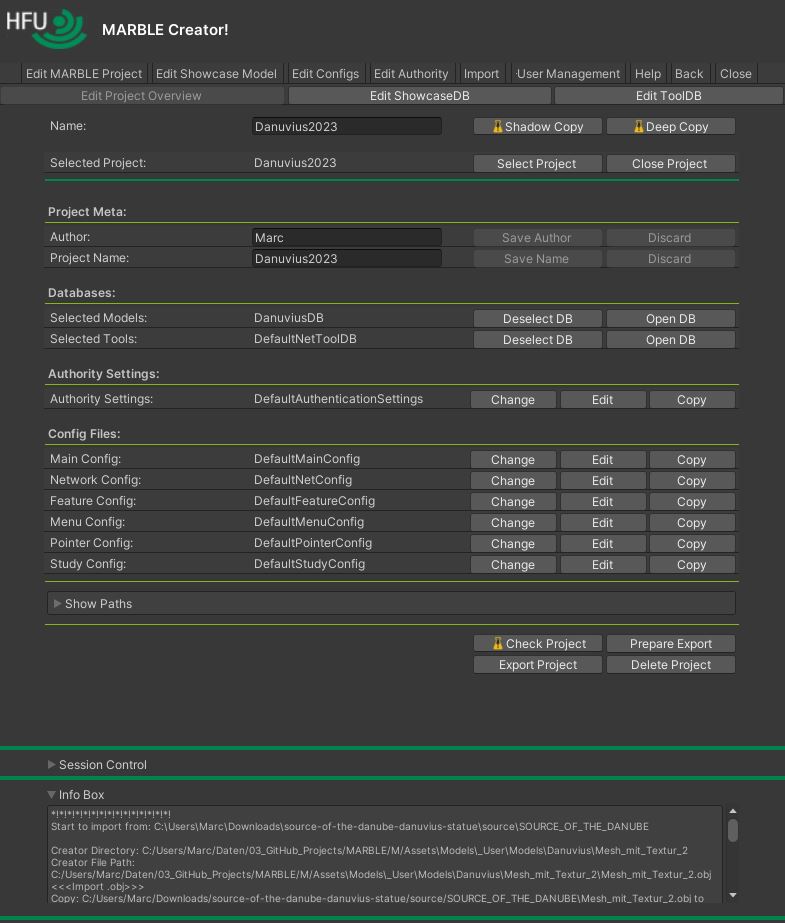 HFU MARBLE Creator!
Edit MARBLE Project Edit Showcase Model Edit Configs Edit Authority Import User Management Help Back Close
Edit Project Overview Edit ShowcaseDB Edit ToolDB
Name: Danuvius2023 Shadow Copy Deep Copy
Selected Project: Danuvius2023 Select Project Close Project
Project Meta:
Author: Marc Save Author Discard
Project Name: Danuvius2023 Save Name Discard
Databases:
Selected Models: DanuviusDB Deselect DB Open DB
Selected Tools: DefaultNetToolDB Deselect DB Open DB
Authority Settings:
Authority Settings: DefaultAuthenticationSettings Change Edit Copy
Config Files:
Main Config: DefaultMainConfig Change Edit Copy
Network Config: DefaultNetConfig Change Edit Copy
Feature Config: DefaultFeatureConfig Change Edit Copy
Menu Config: DefaultMenuConfig Change Edit Copy
Pointer Config: DefaultPointerConfig Change Edit Copy
Study Config: DefaultStudyConfig Change Edit Copy
Show Paths
Check Project Prepare Export
Export Project Delete Project
Session Control
Info Box
*!*!*!*!*!*!*!*!*!*!*!*!*!*!*!
Start to import from: C:\Users\Marc\Downloads\source-of-the-danube-danuvius-statue\source\SOURCE_OF_THE_DANUBE
Creator Directory: C:/Users/Marc/Daten/03_GitHub_Projects/MARBLE/M/Assets\Models\_User\Models\Danuvius\Mesh_mit_Textur_2
Creator File Path:
C:/Users/Marc/Daten/03_GitHub_Projects/MARBLE/M/Assets\Models\_User\Models\Danuvius\Mesh_mit_Textur_2\Mesh_mit_Textur_2.obj
<<<Import .obj>>>
Copy: C:/Users/Marc/Downloads/source-of-the-danube-danuvius-statue/source/SOURCE_OF_THE_DANUBE/Mesh_mit_Textur_2.obj to